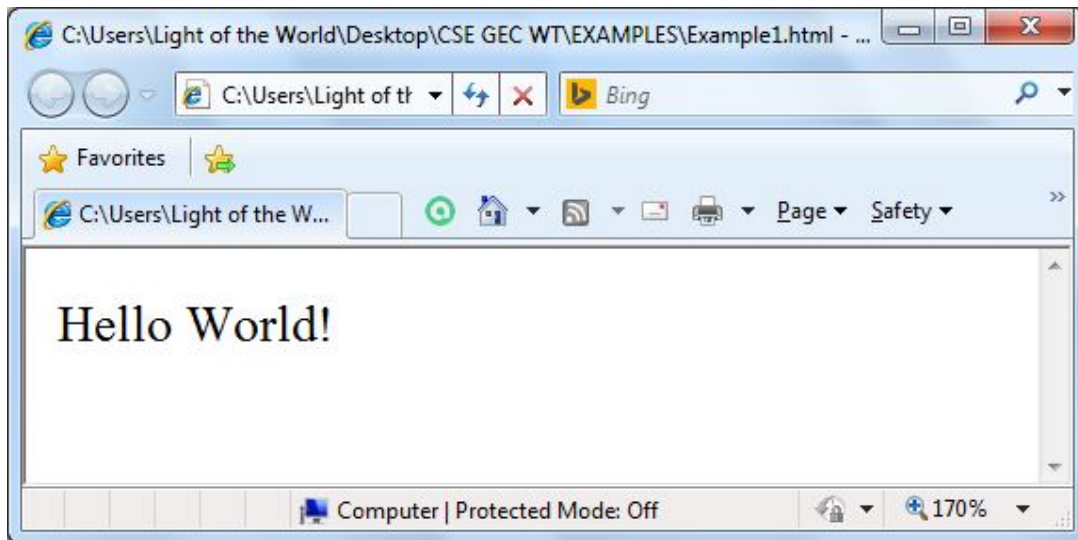 C:\Users\Light of the World\Desktop\CSE GEC WT\EXAMPLES\Example1.html - ...
C:\Users\Light of th
Bing
Favorites
C:\Users\Light of the W...
Page
Safety
Hello World!
Computer | Protected Mode: Off
170%